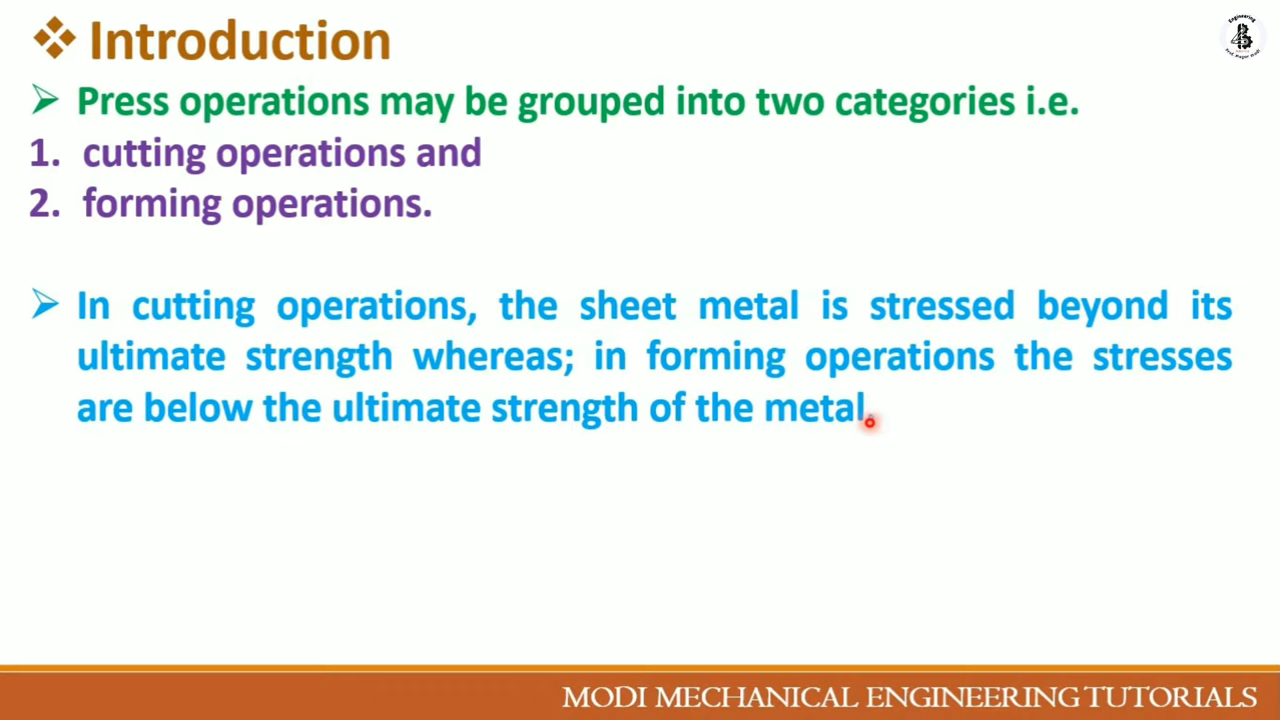 Introduction
Press operations may be grouped into two categories i.e.
1. cutting operations and
2. forming operations.
In cutting operations, the sheet metal is stressed beyond its
ultimate strength whereas; in forming operations the stresses
are below the ultimate strength of the metal.
MODI MECHANICAL ENGINEERING TUTORIALS
Engineering